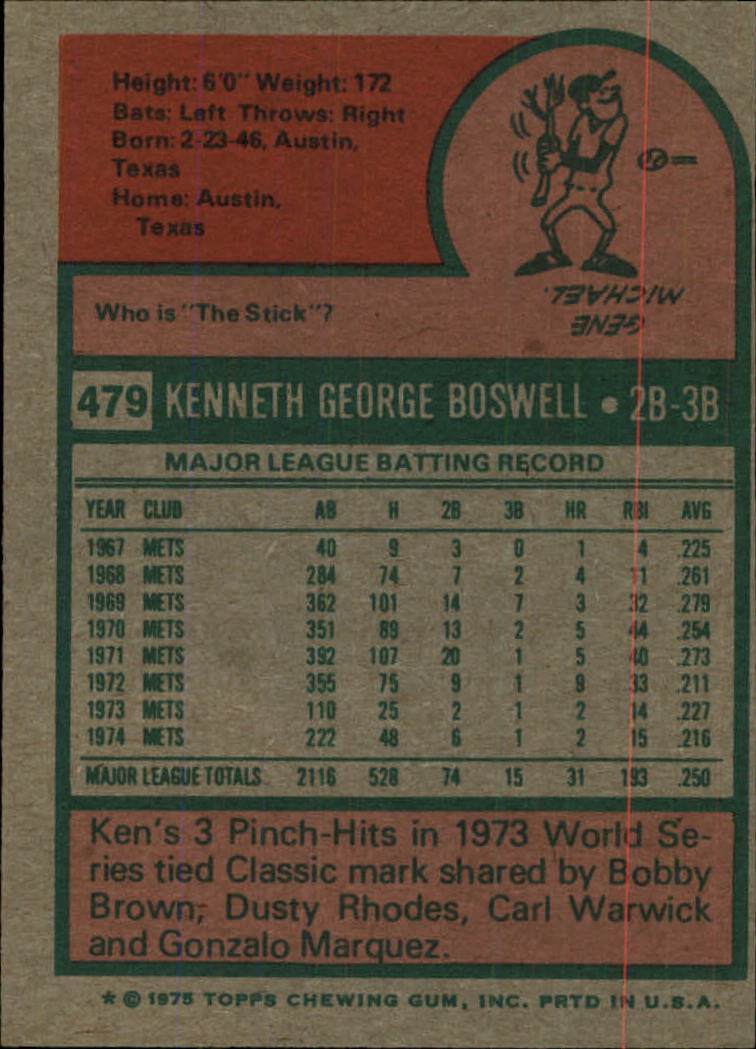 Height: 6'0" Weight: 172
Bats: Left Throws: Right
Born: 2-23-46, Austin,
Texas
Home: Austin,
Texas
Who is "The Stick"?
GENE
MICHAEL.
479 KENNETH GEORGE BOSWELL • 2B-3B
MAJOR LEAGUE BATTING RECORD
YEAR CLUB AB H 2B 3B HR RBI AVG
1967 METS 40 9 3 0 1 4 .225
1968 METS 284 74 7 2 4 11 .261
1969 METS 362 101 14 7 3 32 .279
1970 METS 351 89 13 2 5 44 .254
1971 METS 392 107 20 1 5 40 .273
1972 METS 355 75 9 1 9 33 .211
1973 METS 110 25 2 1 2 14 .227
1974 METS 222 48 6 1 2 15 .216
MAJOR LEAGUE TOTALS 2116 528 74 15 31 193 .250
Ken's 3 Pinch-Hits in 1973 World Se-
ries tied Classic mark shared by Bobby
Brown, Dusty Rhodes, Carl Warwick
and Gonzalo Marquez.
* © 1975 TOPPS CHEWING GUM, INC. PRTD IN U.S.A.